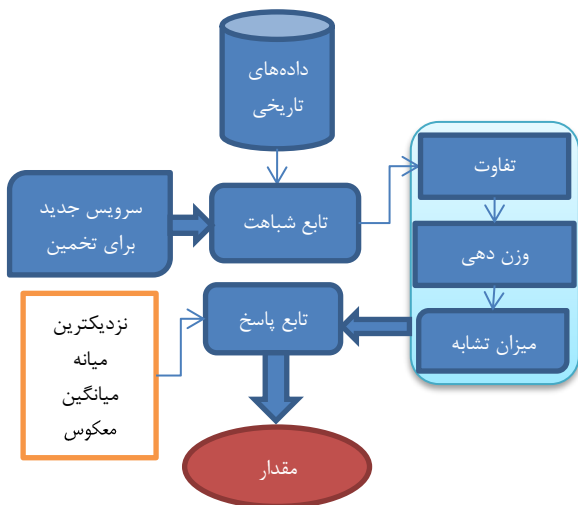 داده‌های
تاریخی
تفاوت
سرویس جدید
برای تخمین
تابع شباهت
وزن دهی
تابع پاسخ
میزان تشابه
نزدیکترین
میانه
میانگین
معکوس
مقدار